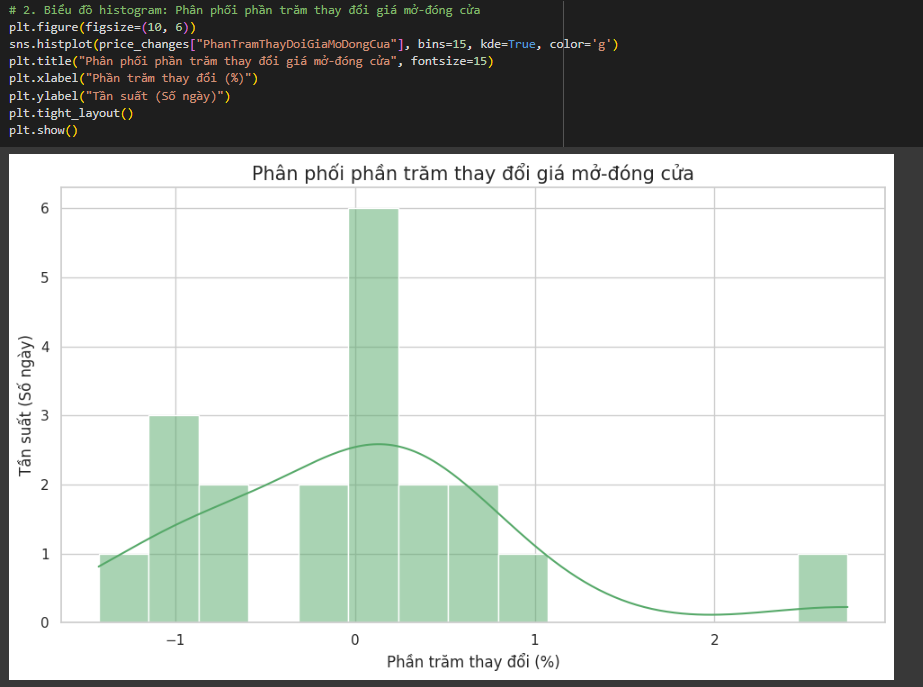 # 2. Biểu đồ histogram: Phân phối phần trăm thay đổi giá mở-đóng cửa
plt.figure(figsize=(10, 6))
sns.histplot(price_changes["PhanTramThayDoiGiaMoDongCua"], bins=15, kde=True, color='g')
plt.title("Phân phối phần trăm thay đổi giá mở-đóng cửa", fontsize=15)
plt.xlabel("Phần trăm thay đổi (%)")
plt.ylabel("Tần suất (Số ngày)")
plt.tight_layout()
plt.show()
Phân phối phần trăm thay đổi giá mở-đóng cửa
6
5
4
3
2
1
0
Tần suất (Số ngày)
−1
0
1
2
Phần trăm thay đổi (%)